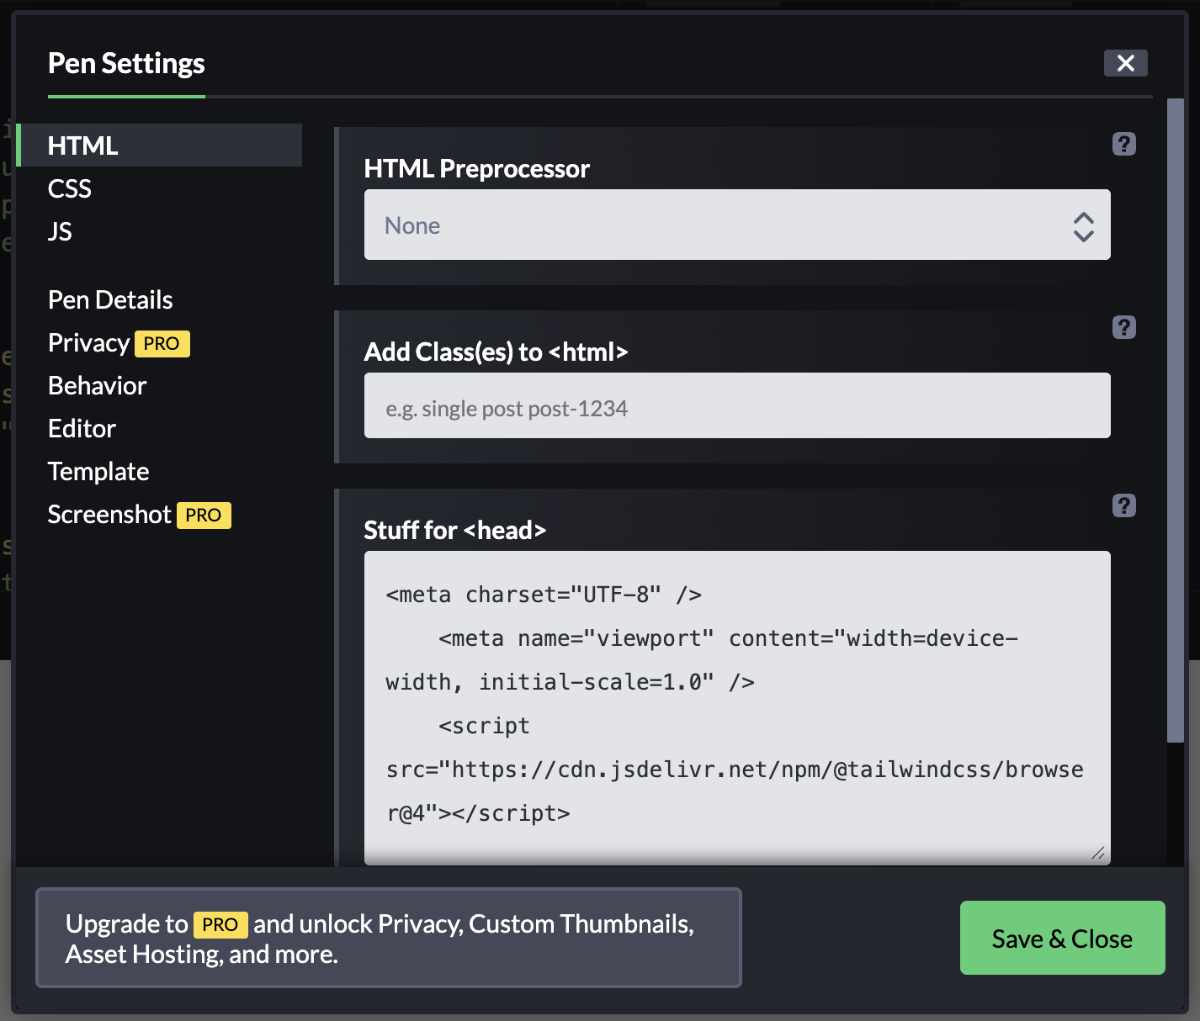 Pen Settings
HTML
CSS
JS
Pen Details
Privacy PRO
Behavior
Editor
Template
Screenshot PRO
?
HTML Preprocessor
None
?
Add Class(es) to <html>
e.g. single post post-1234
?
Stuff for <head>
<meta charset="UTF-8" />
    <meta name="viewport" content="width=device-
width, initial-scale=1.0" />
    <script
src="https://cdn.jsdelivr.net/npm/@tailwindcss/browse
r@4"></script>
Upgrade to PRO and unlock Privacy, Custom Thumbnails,
Asset Hosting, and more.
Save & Close